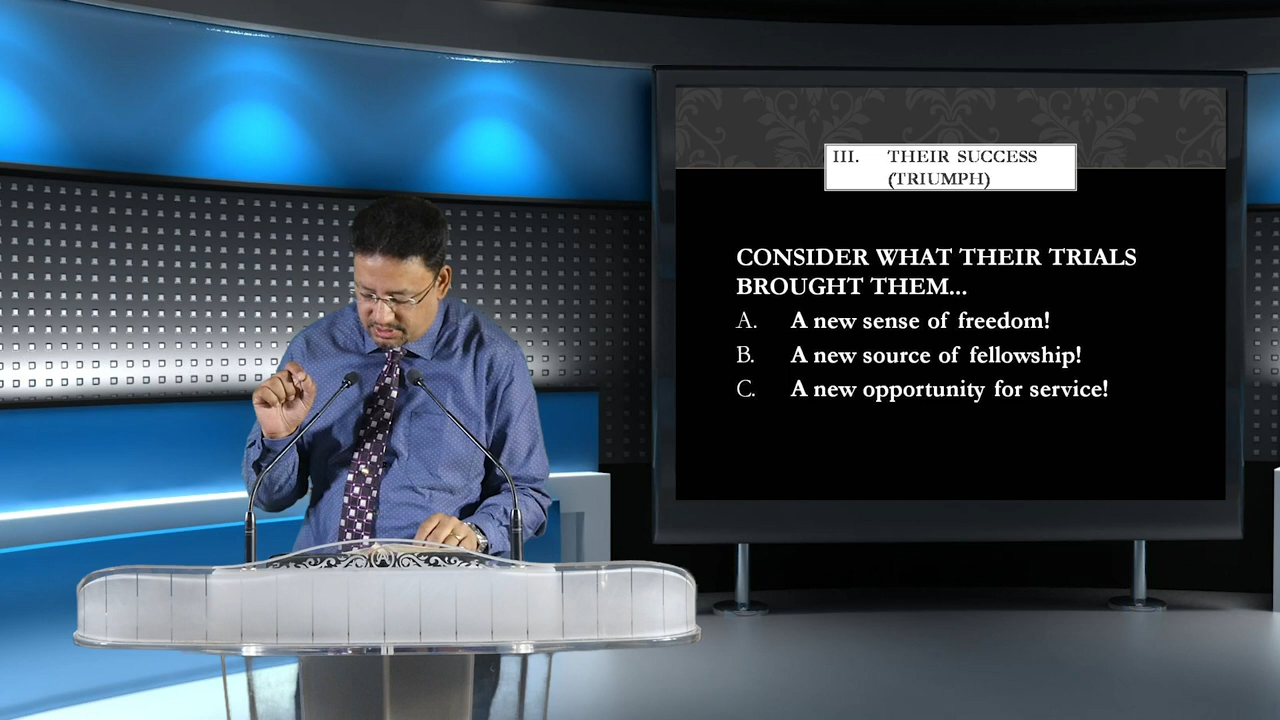 III. THEIR SUCCESS
(TRIUMPH)
CONSIDER WHAT THEIR TRIALS
BROUGHT THEM...
A. A new sense of freedom!
B. A new source of fellowship!
C. A new opportunity for service!